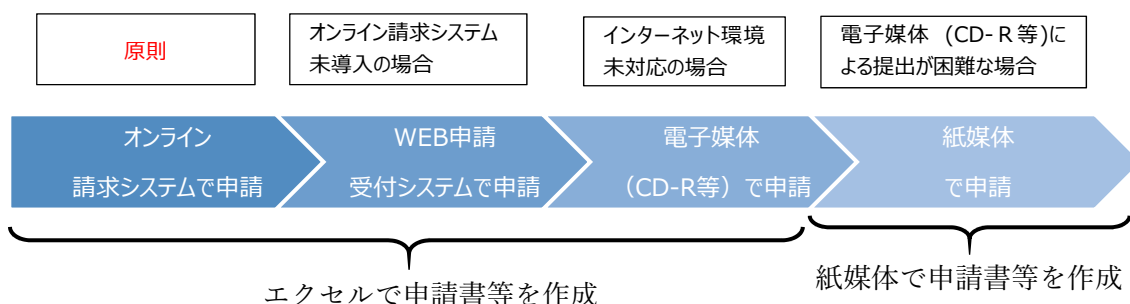 原則
オンライン請求システム
未導入の場合
インターネット環境
未対応の場合
電子媒体 (CD-R等)に
よる提出が困難な場合
オンライン
請求システムで申請
WEB申請
受付システムで申請
電子媒体
（CD-R等）で申請
紙媒体
で申請
エクセルで申請書等を作成
紙媒体で申請書等を作成